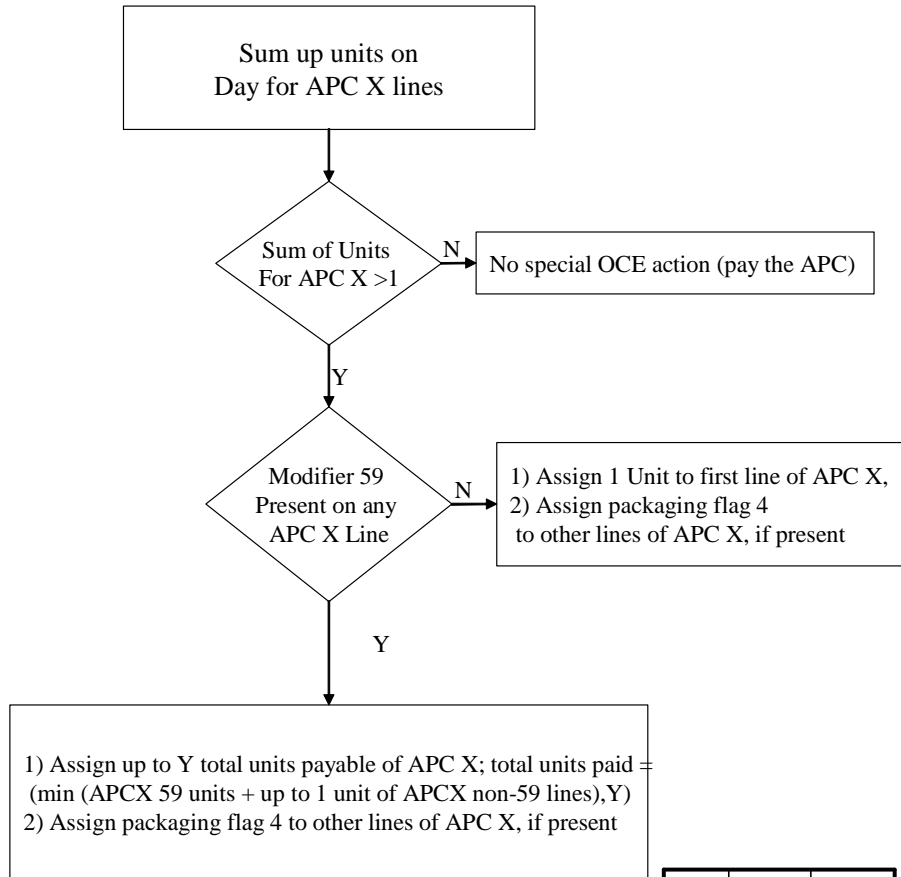 Sum up units on
Day for APC X lines
Sum of Units
For APC X >1
N
No special OCE action (pay the APC)
Y
Modifier 59
Present on any
APC X Line
N
1) Assign 1 Unit to first line of APC X,
2) Assign packaging flag 4
to other lines of APC X, if present
Y
1) Assign up to Y total units payable of APC X; total units paid =
(min (APCX 59 units + up to 1 unit of APCX non-59 lines),Y)
2) Assign packaging flag 4 to other lines of APC X, if present